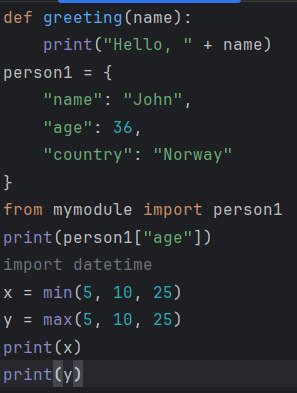 def greeting(name):
    print("Hello, " + name)
person1 = {
    "name": "John",
    "age": 36,
    "country": "Norway"
}
from mymodule import person1
print(person1["age"])
import datetime
x = min(5, 10, 25)
y = max(5, 10, 25)
print(x)
print(y)